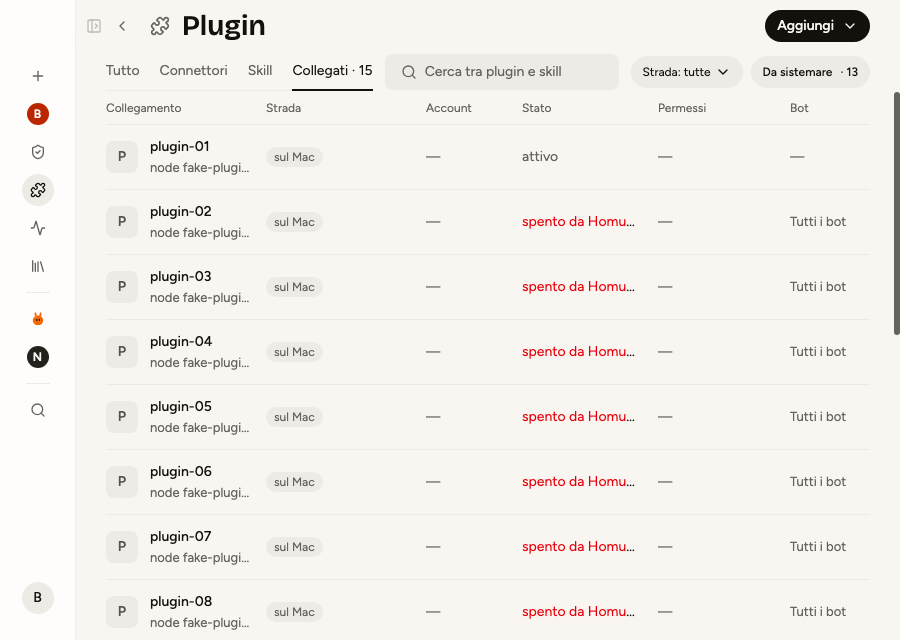 Plugin
Aggiungi
Tutto Connettori Skill Collegati · 15 Cerca tra plugin e skill Strada: tutte Da sistemare · 13
Collegamento Strada Account Stato Permessi Bot
B
P plugin-01 sul Mac — attivo — —
node fake-plugi...
P plugin-02 sul Mac — spento da Homu... — Tutti i bot
node fake-plugi...
P plugin-03 sul Mac — spento da Homu... — Tutti i bot
node fake-plugi...
P plugin-04 sul Mac — spento da Homu... — Tutti i bot
node fake-plugi...
N
P plugin-05 sul Mac — spento da Homu... — Tutti i bot
node fake-plugi...
P plugin-06 sul Mac — spento da Homu... — Tutti i bot
node fake-plugi...
P plugin-07 sul Mac — spento da Homu... — Tutti i bot
node fake-plugi...
B
P plugin-08 sul Mac — spento da Homu... — Tutti i bot
node fake-plugi...